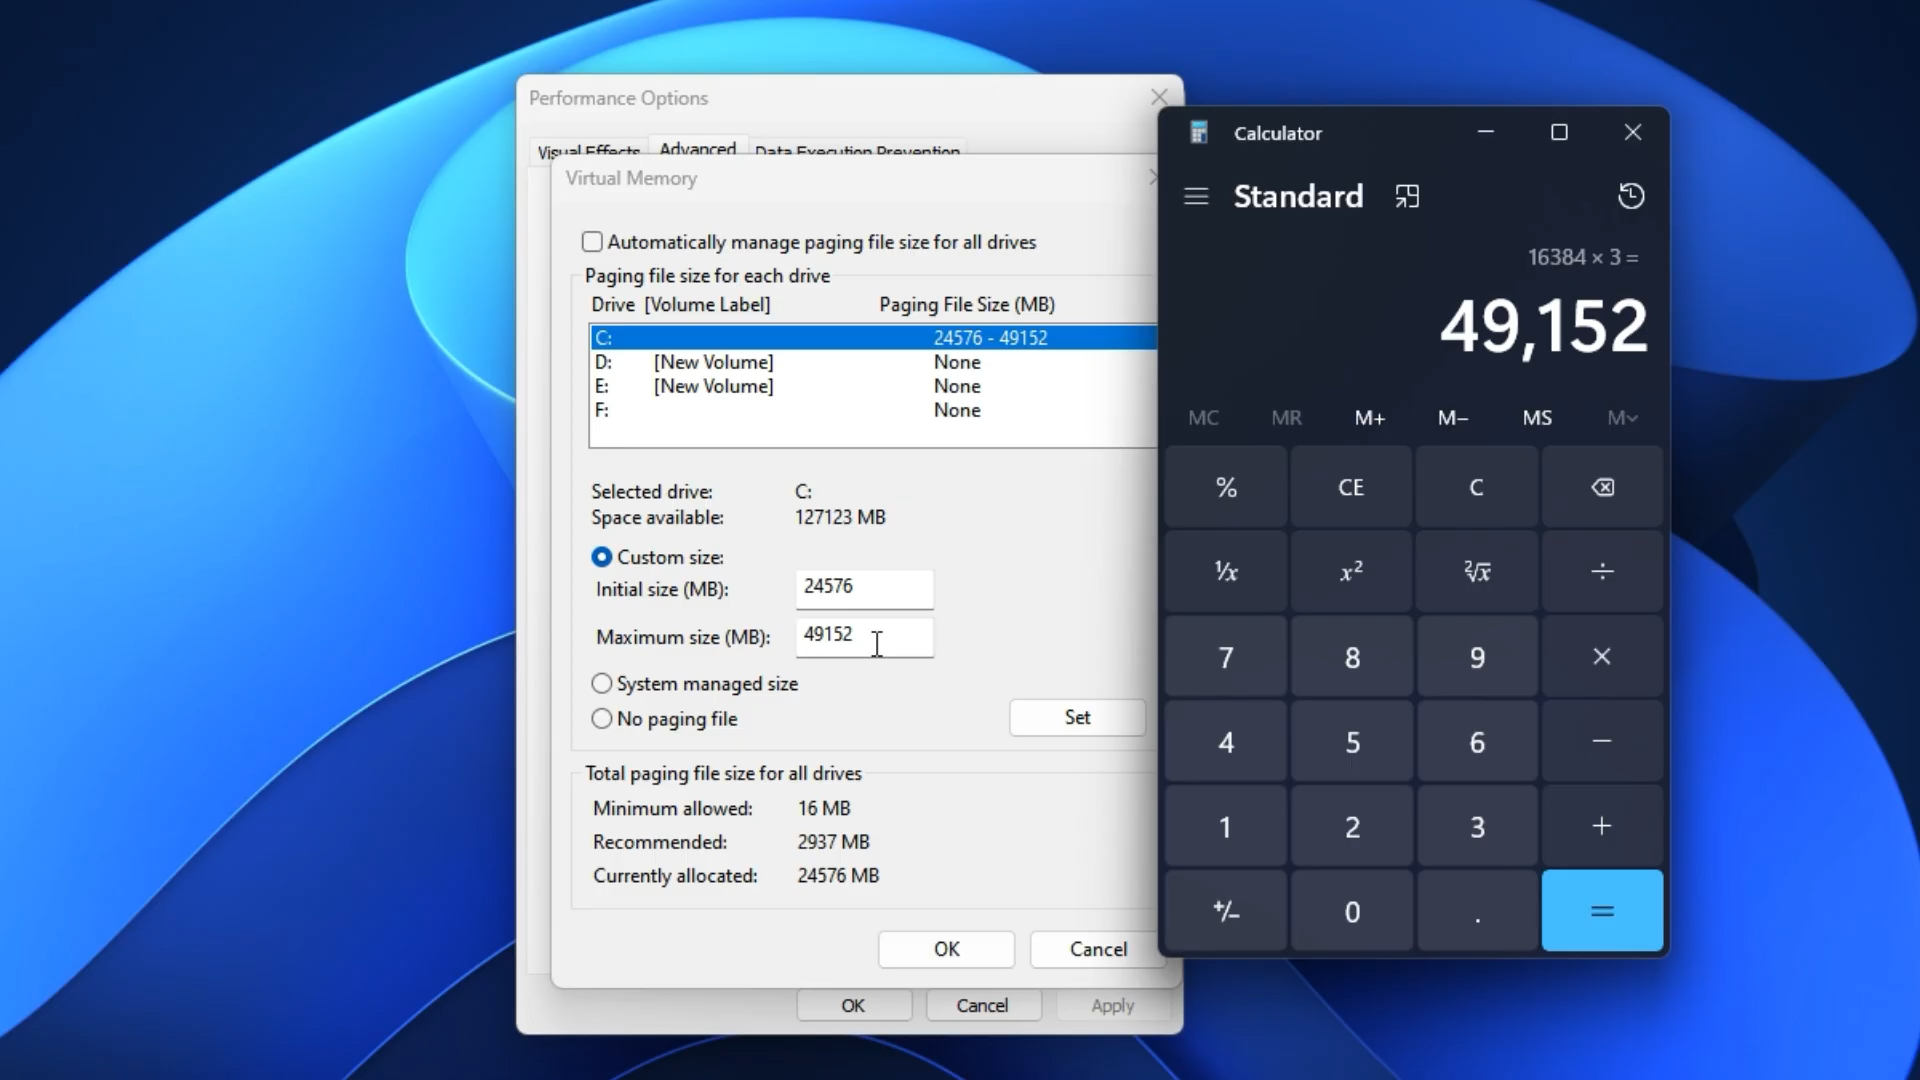 Performance Options
Visual Effects Advanced Data Execution Prevention
Virtual Memory
Automatically manage paging file size for all drives
Paging file size for each drive
Drive [Volume Label] Paging File Size (MB)
C: 24576 - 49152
D: [New Volume] None
E: [New Volume] None
F: None
Selected drive: C:
Space available: 127123 MB
Custom size:
Initial size (MB): 24576
Maximum size (MB): 49152
System managed size
No paging file
Set
Total paging file size for all drives
Minimum allowed: 16 MB
Recommended: 2937 MB
Currently allocated: 24576 MB
OK Cancel
OK Cancel Apply
Calculator
Standard
16384 × 3 =
49,152
MC MR M+ M− MS M˅
% CE C
¹/x x² ²√x ÷
7 8 9 ×
4 5 6 −
1 2 3 +
+/− 0 . =